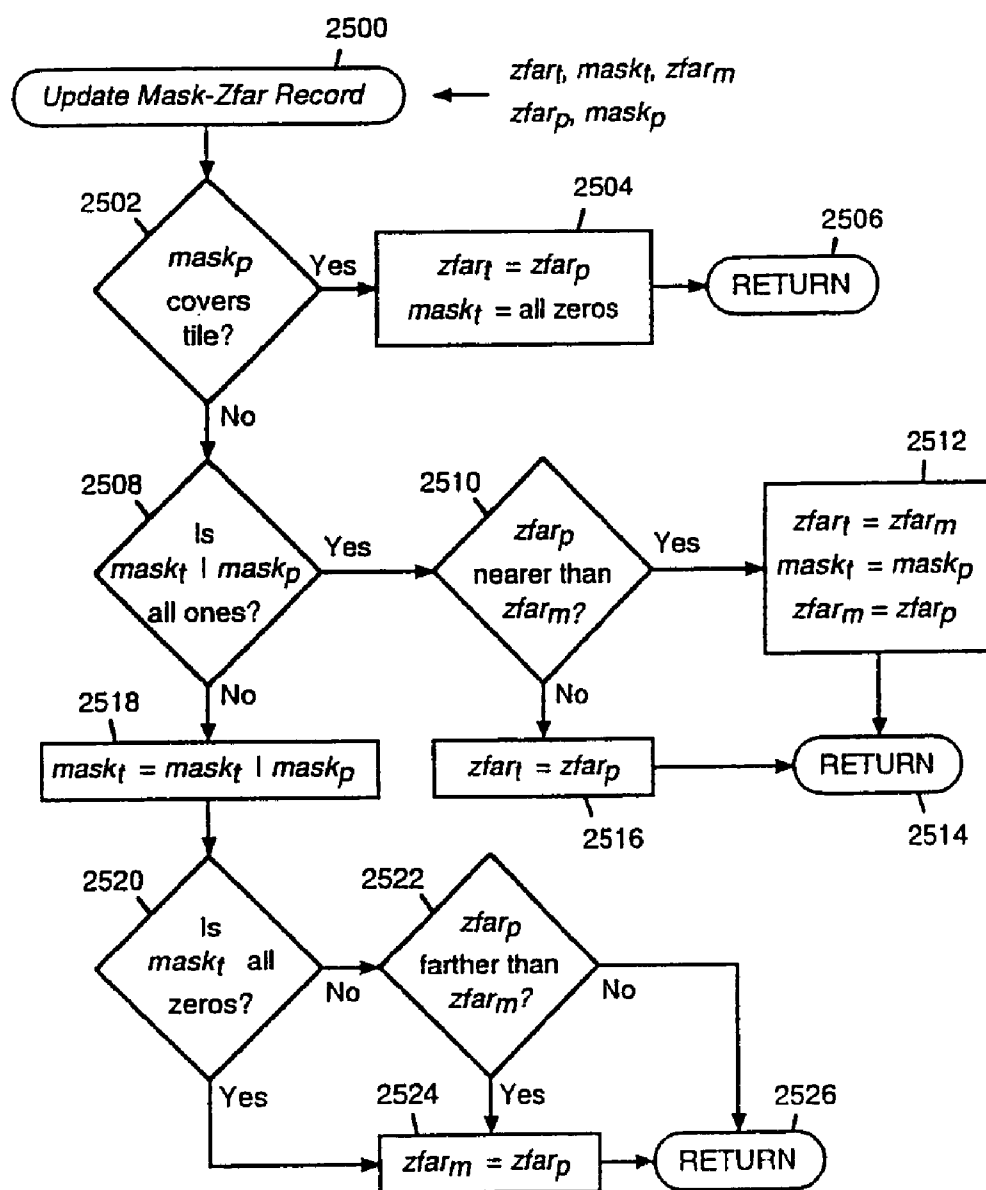 2500
Update Mask-Zfar Record
zfart, maskt, zfarm
zfarp, maskp
2502
maskp
covers
tile?
Yes
No
2504
zfart = zfarp
maskt = all zeros
2506
RETURN
2508
Is
maskt | maskp
all ones?
Yes
No
2510
zfarp
nearer than
zfarm?
Yes
No
2512
zfart = zfarm
maskt = maskp
zfarm = zfarp
2518
maskt = maskt | maskp
zfart = zfarp
2516
RETURN
2514
2520
Is
maskt all
zeros?
No
Yes
2522
zfarp
farther than
zfarm?
No
Yes
2524
zfarm = zfarp
2526
RETURN